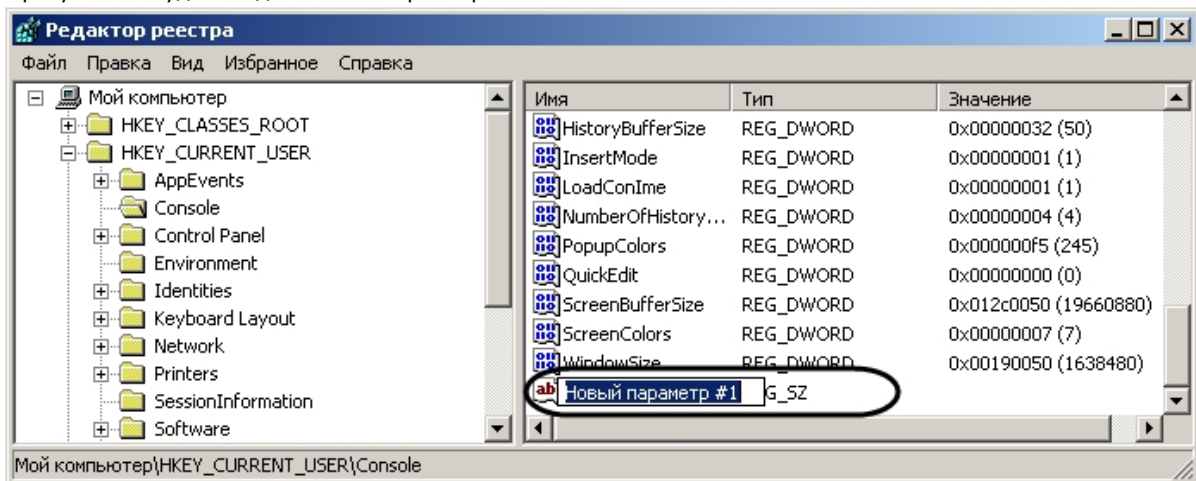 Редактор реестра
Файл Правка Вид Избранное Справка
Мой компьютер
HKEY_CLASSES_ROOT
HKEY_CURRENT_USER
AppEvents
Console
Control Panel
Environment
Identities
Keyboard Layout
Network
Printers
SessionInformation
Software
Имя Тип Значение
HistoryBufferSize REG_DWORD 0x00000032 (50)
InsertMode REG_DWORD 0x00000001 (1)
LoadConIme REG_DWORD 0x00000001 (1)
NumberOfHistory... REG_DWORD 0x00000004 (4)
PopupColors REG_DWORD 0x000000f5 (245)
QuickEdit REG_DWORD 0x00000000 (0)
ScreenBufferSize REG_DWORD 0x012c0050 (19660880)
ScreenColors REG_DWORD 0x00000007 (7)
WindowSize REG_DWORD 0x00190050 (1638480)
Новый параметр #1 G_SZ
Мой компьютер\HKEY_CURRENT_USER\Console